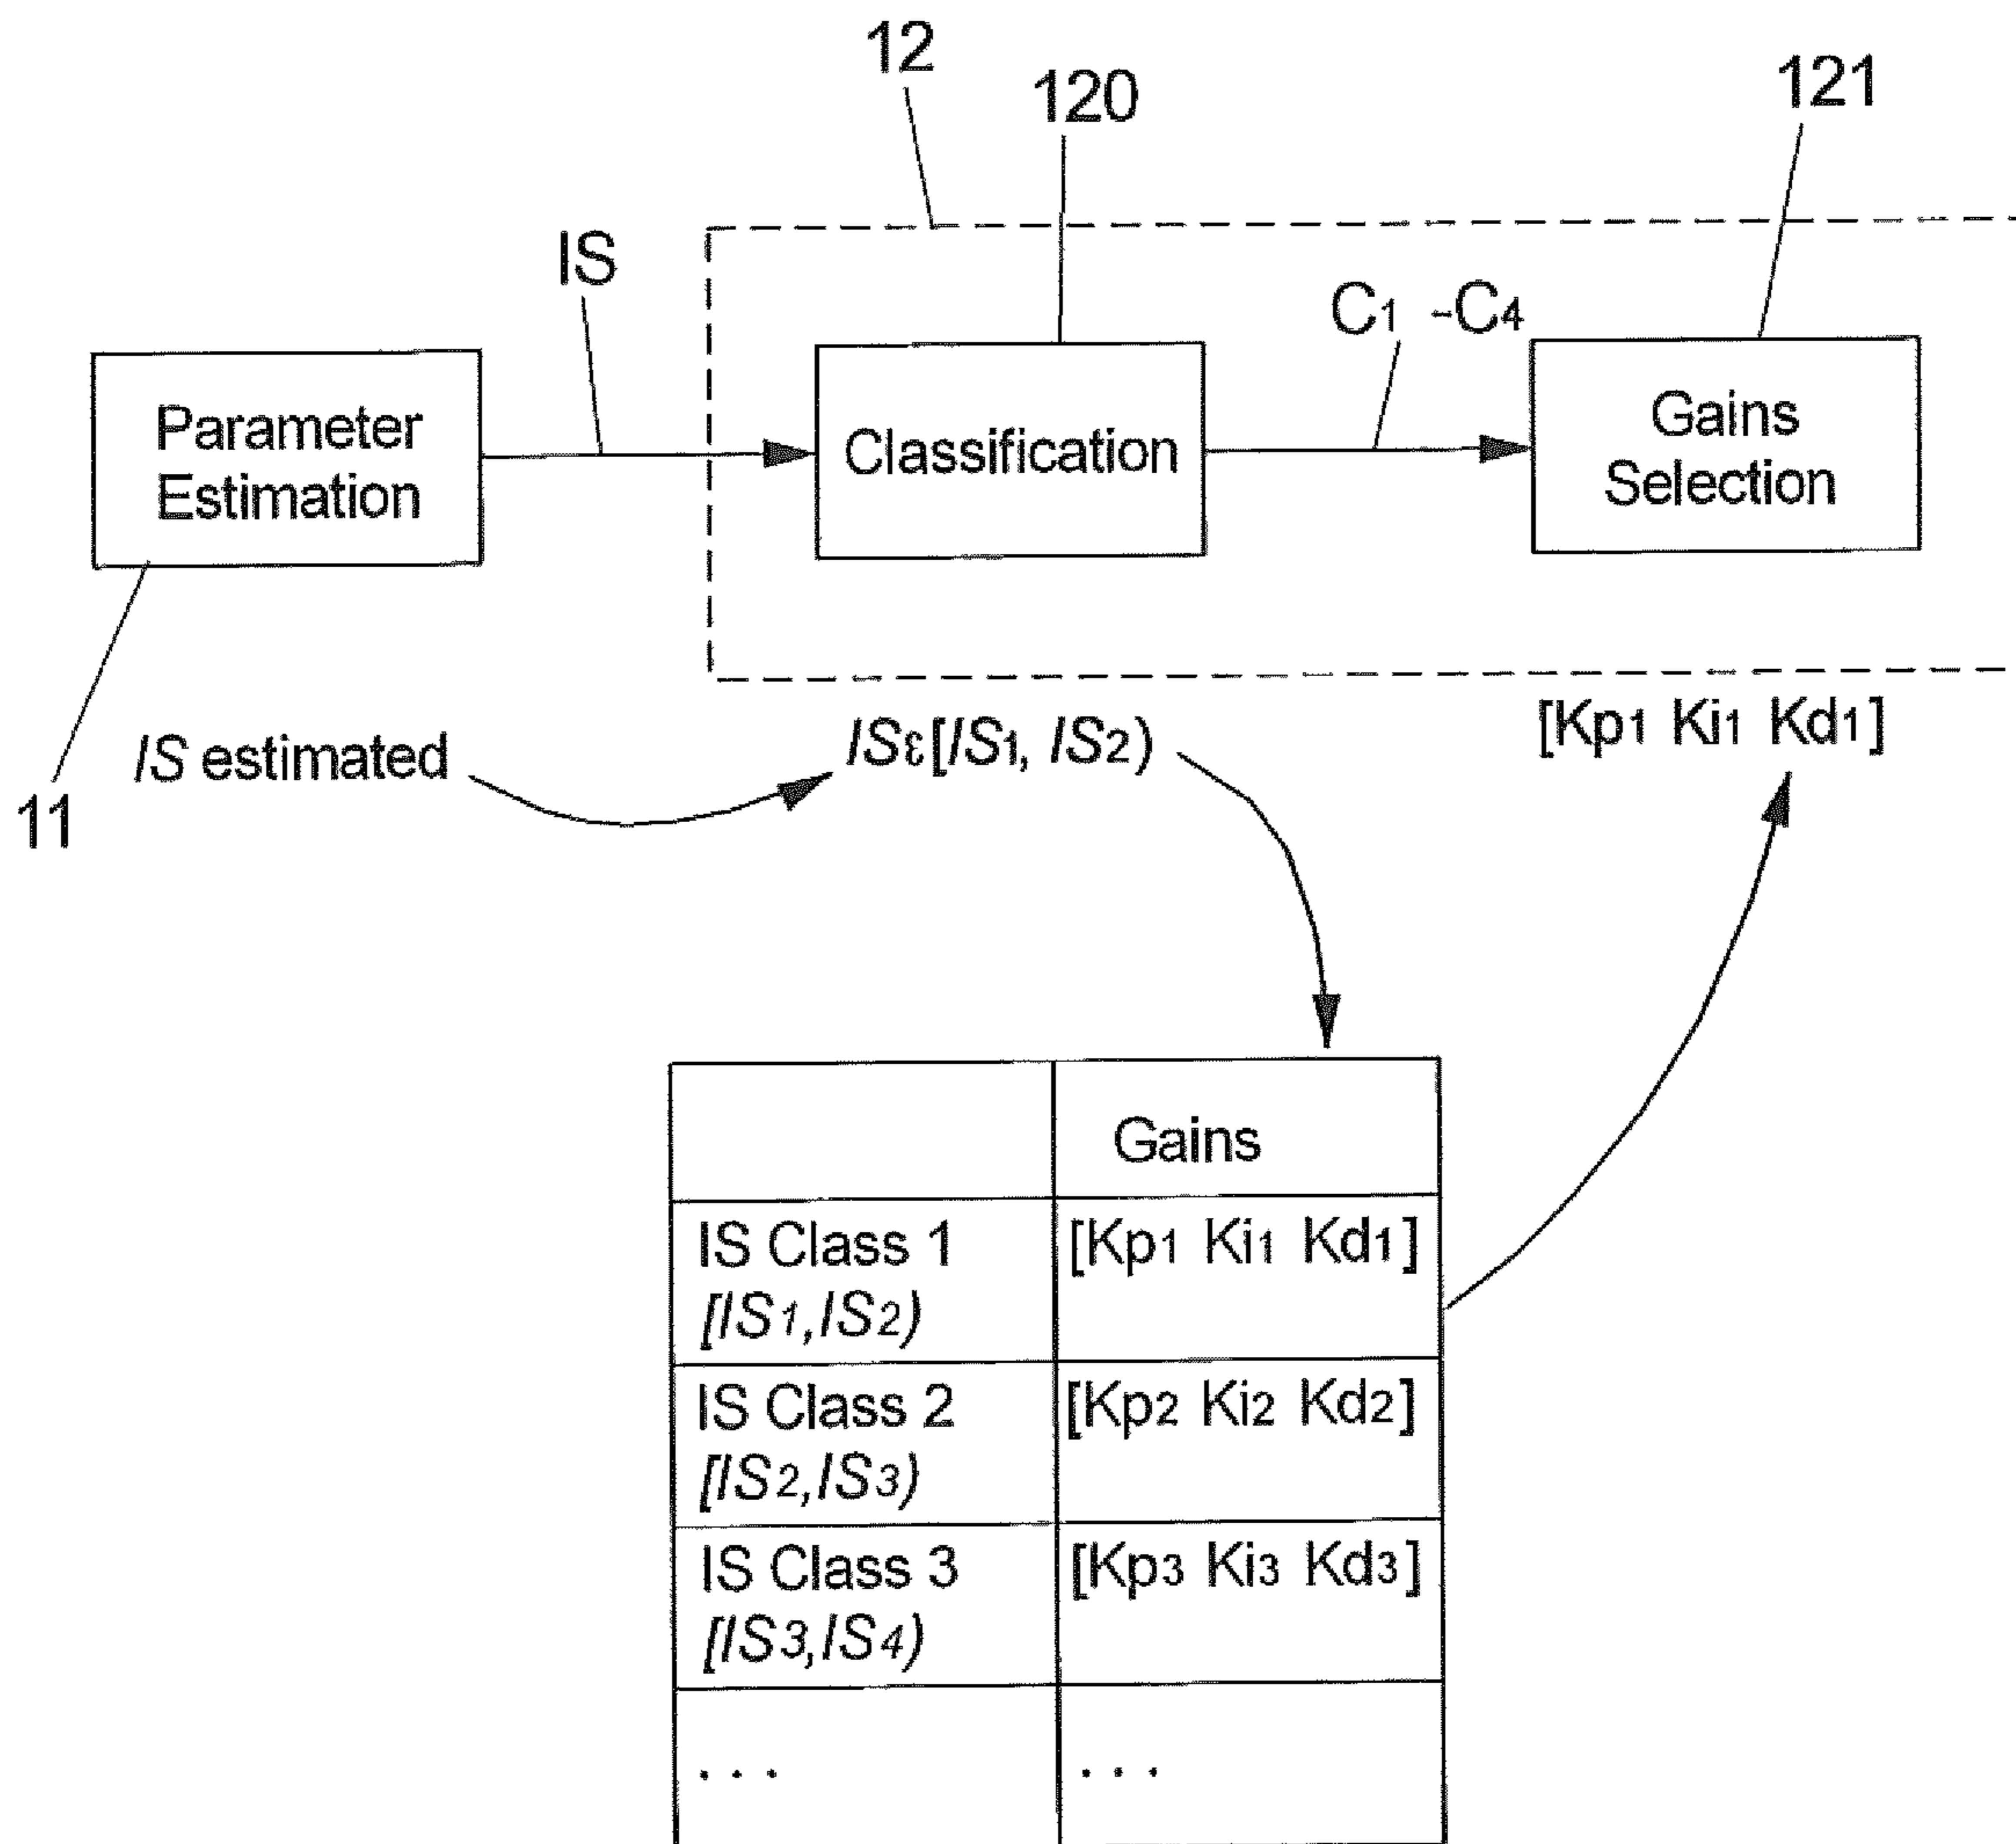 12
120
121
IS
C1 -C4
Parameter
Estimation
Classification
Gains
Selection
11
IS estimated
ISε[IS1, IS2)
[Kp1 Ki1 Kd1]
Gains
IS Class 1
[IS1,IS2)
[Kp1 Ki1 Kd1]
IS Class 2
[IS2,IS3)
[Kp2 Ki2 Kd2]
IS Class 3
[IS3,IS4)
[Kp3 Ki3 Kd3]
. . .
. . .